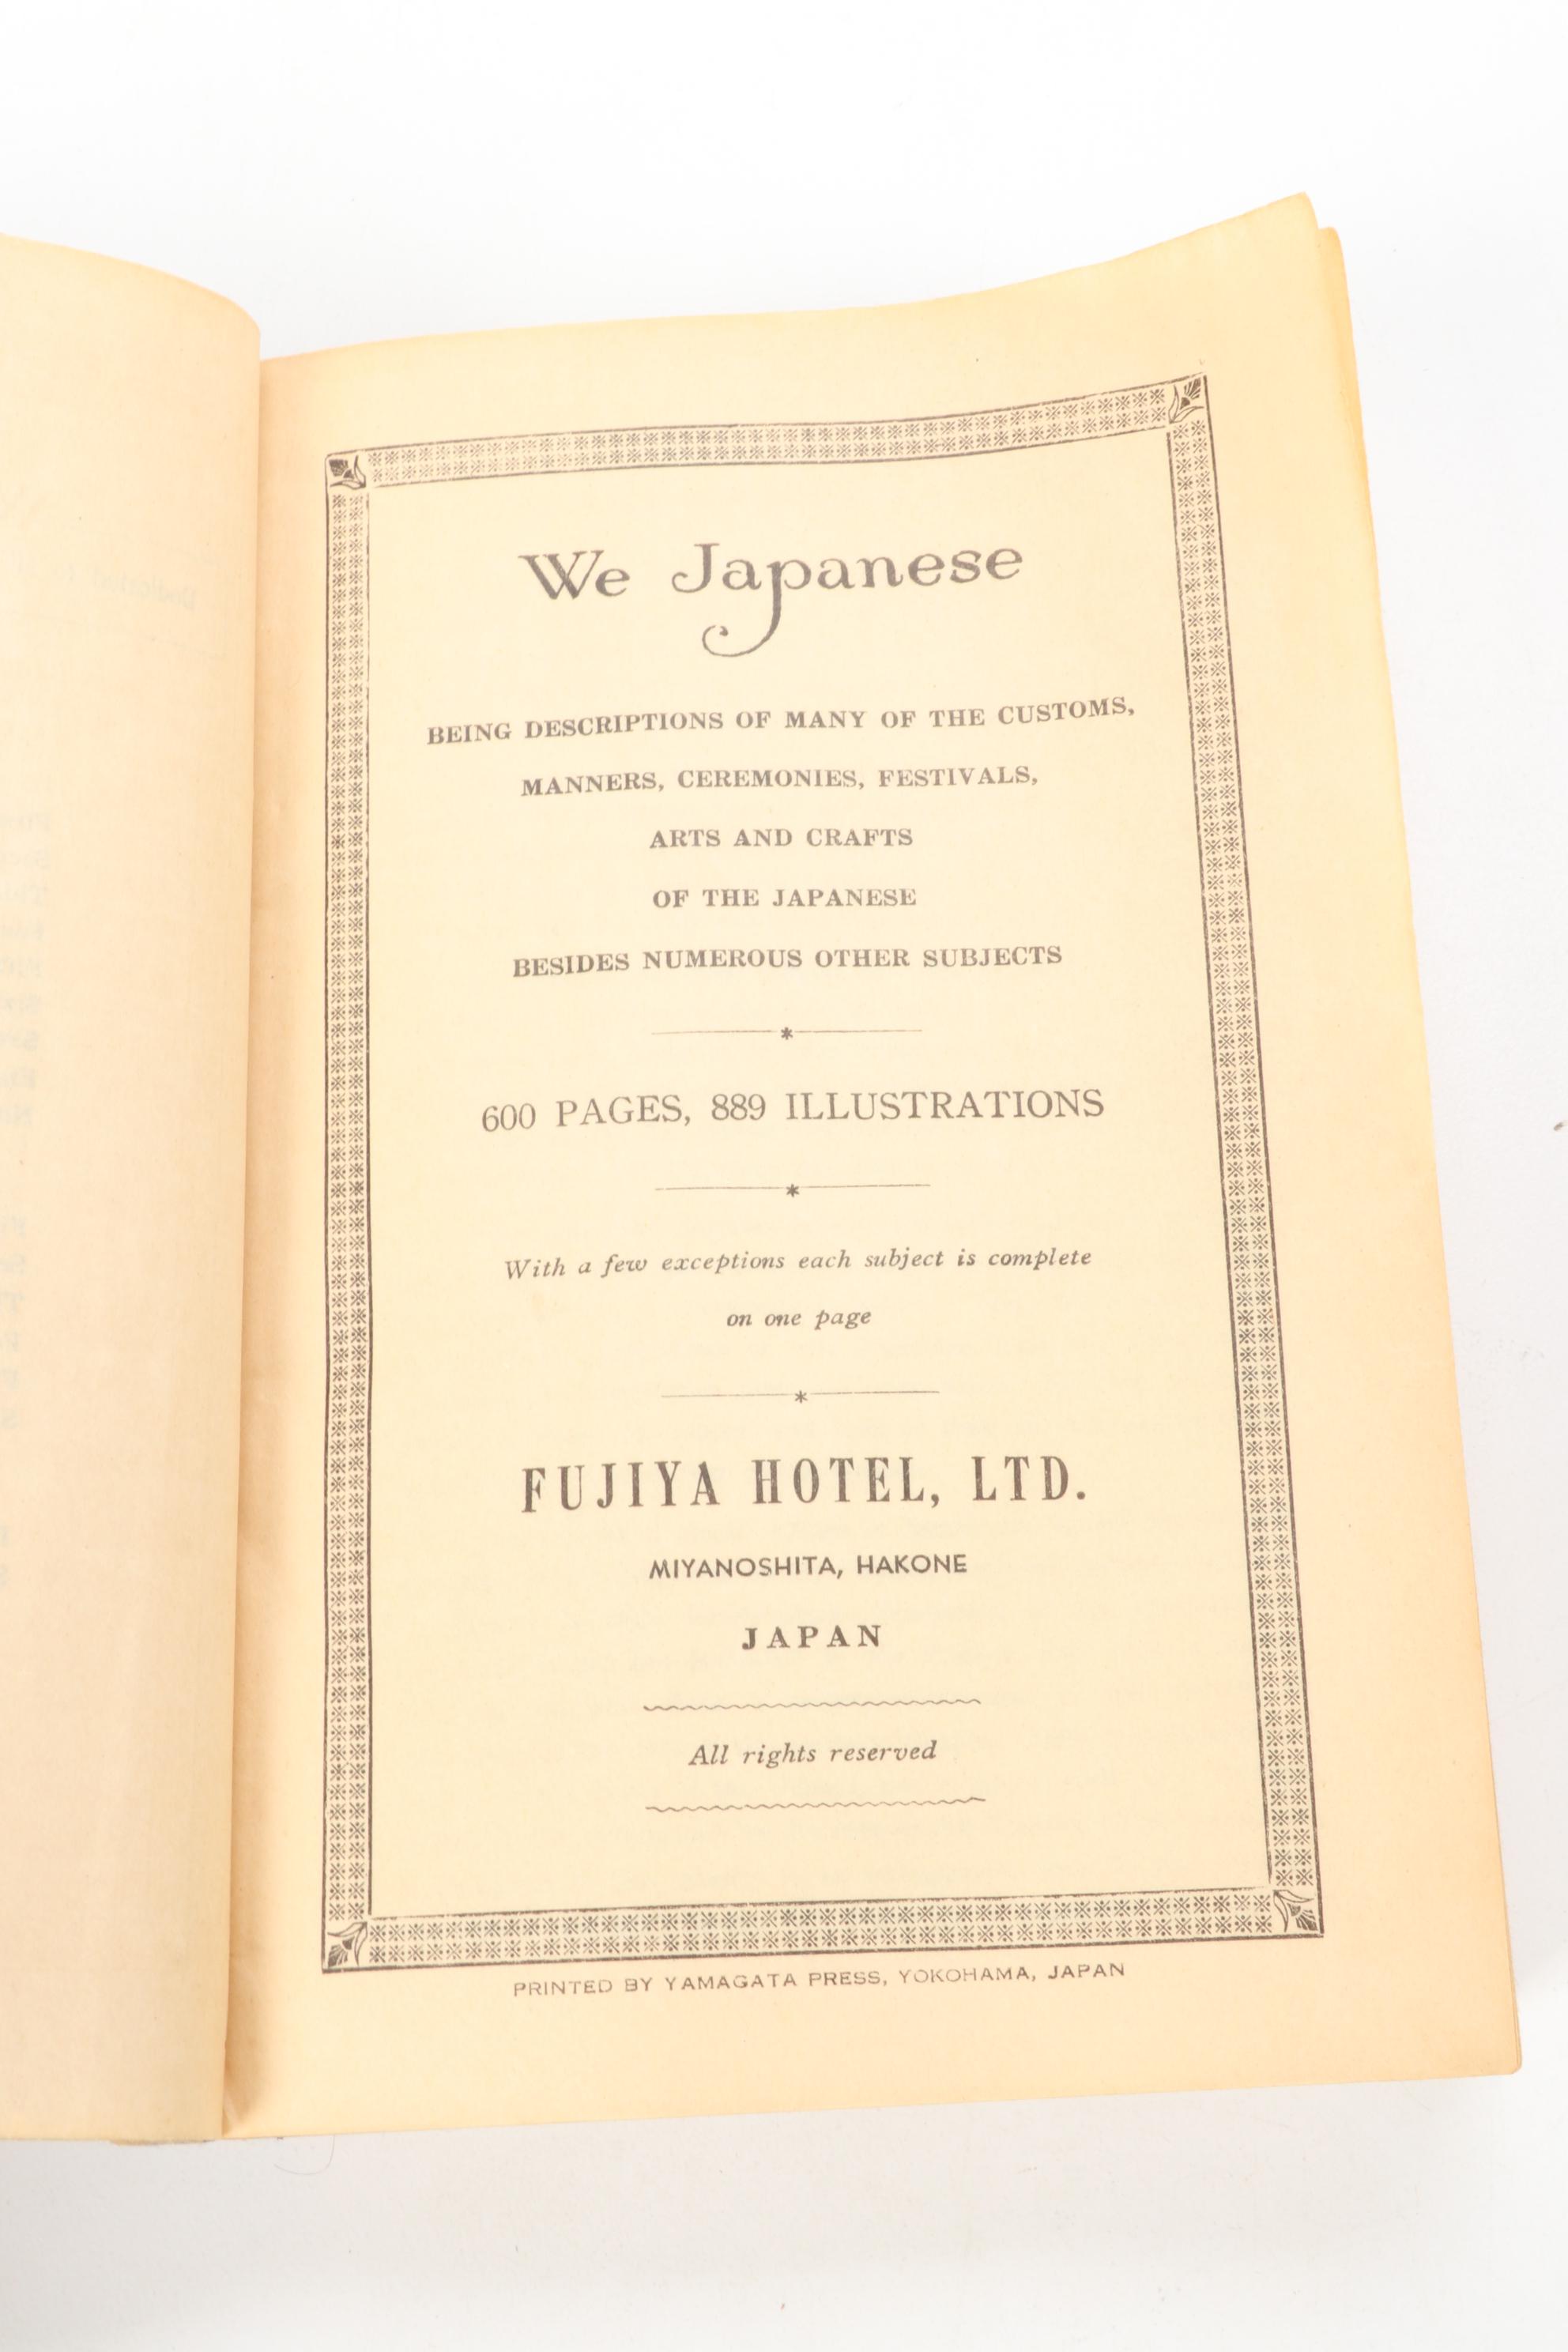 We Japanese
BEING DESCRIPTIONS OF MANY OF THE CUSTOMS,
MANNERS, CEREMONIES, FESTIVALS,
ARTS AND CRAFTS
OF THE JAPANESE
BESIDES NUMEROUS OTHER SUBJECTS
600 PAGES, 889 ILLUSTRATIONS
With a few exceptions each subject is complete
on one page
FUJIYA HOTEL, LTD.
MIYANOSHITA, HAKONE
JAPAN
All rights reserved
PRINTED BY YAMAGATA PRESS, YOKOHAMA, JAPAN